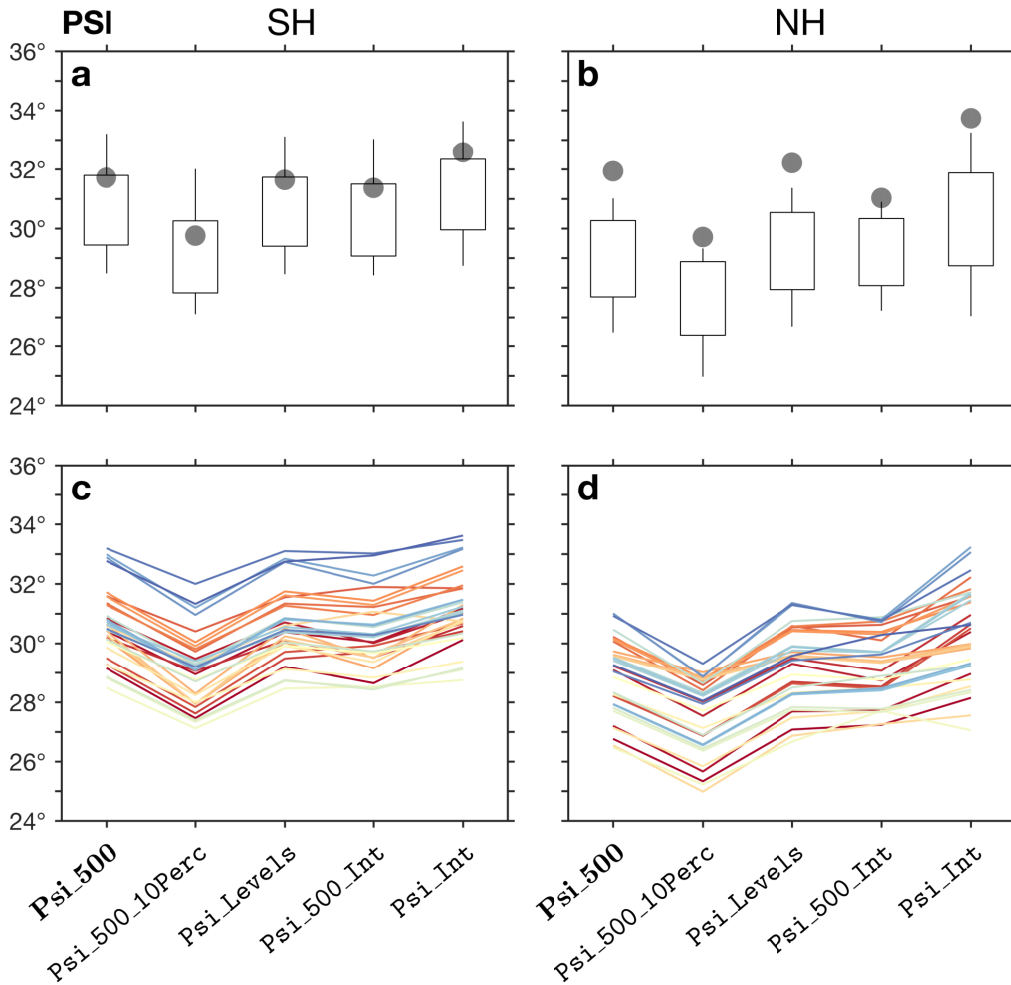 PSI SH NH
a b
36°
34°
32°
30°
28°
26°
24°
c d
36°
34°
32°
30°
28°
26°
24°
Psi_500
Psi_500_10Perc
Psi_Levels
Psi_500_Int
Psi_Int
Psi_500
Psi_500_10Perc
Psi_Levels
Psi_500_Int
Psi_Int